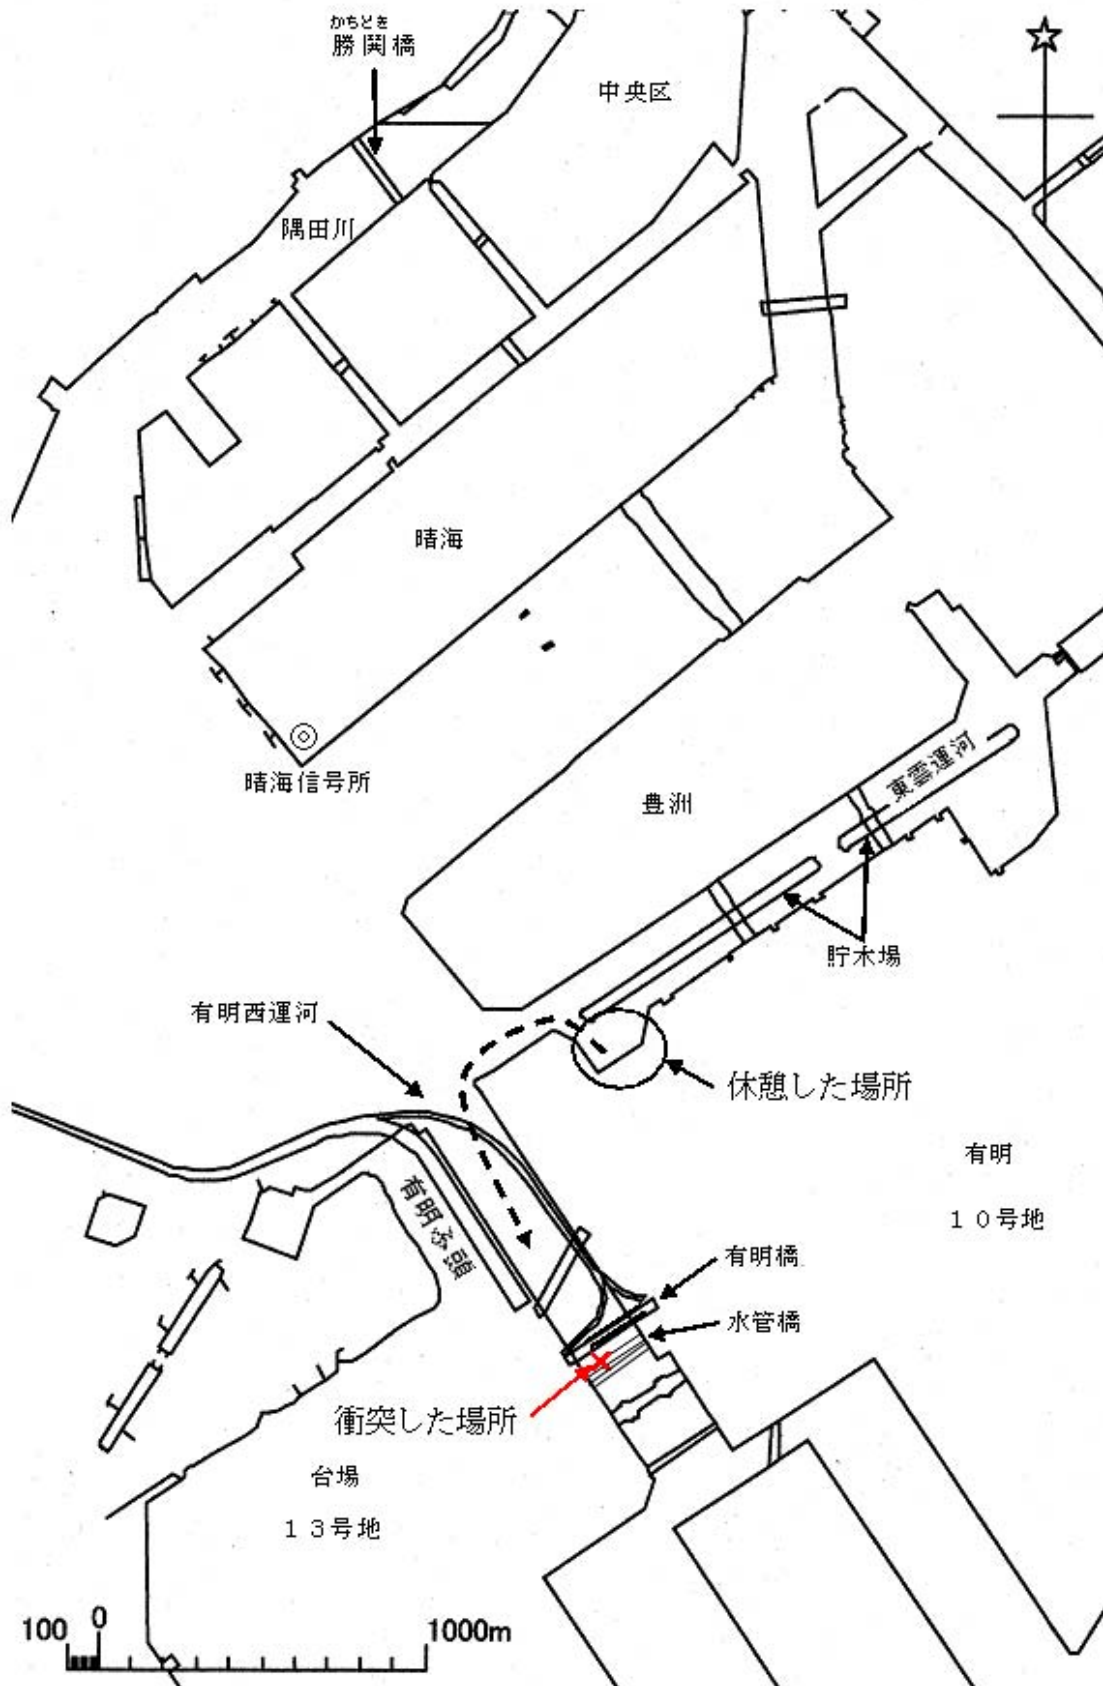 かちどき
勝鬨橋
中央区
隅田川
晴海
晴海信号所
豊洲
東雲運河
貯木場
有明西運河
休憩した場所
有明
１０号地
有明ふ頭
有明橋
水管橋
衝突した場所
台場
１３号地
100 0 1000m